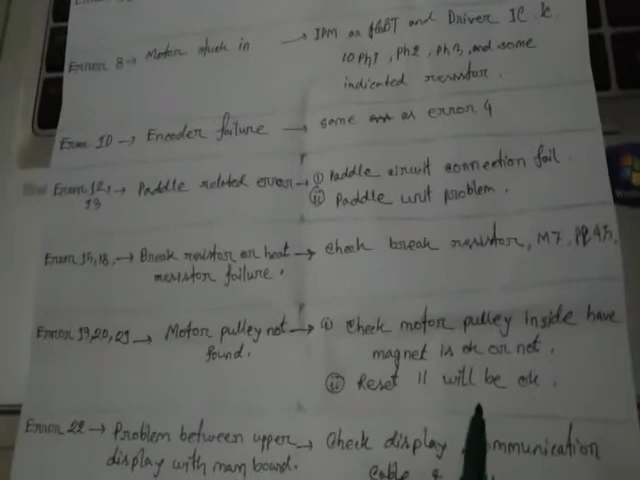 Error 8 → Motor stuck in → IPM or IGBT and Driver IC &
10 Ph1, Ph2, Ph3, and some
indicated resistor.
Error 10 → Encoder failure → same as error 4
Error 12, 13 → Paddle related error → (i) Paddle circuit connection fail.
(ii) Paddle unit problem.
Error 15,18, → Break resistor or heat → check break resistor, M7,
resistor failure.
Error 19,20,29 → Motor pulley not → (i) Check motor pulley inside have
found. magnet is ok or not.
(ii) Reset it will be ok.
Error 22 → Problem between upper → Check display communication
display with main board. Cable &